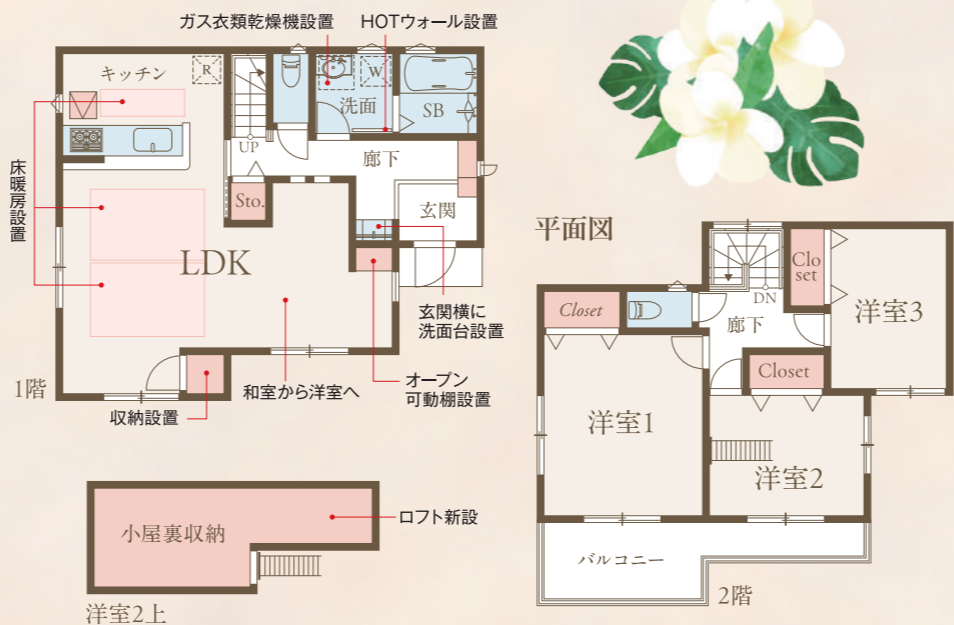 ガス衣類乾燥機設置
HOTウォール設置
キッチン
R
W
洗面
SB
UP
廊下
床暖房設置
Sto.
玄関
LDK
玄関横に
洗面台設置
1階
収納設置
和室から洋室へ
オープン
可動棚設置
小屋裏収納
ロフト新設
洋室2上
平面図
Clo
set
DN
Closet
廊下
洋室3
Closet
洋室1
洋室2
バルコニー
2階